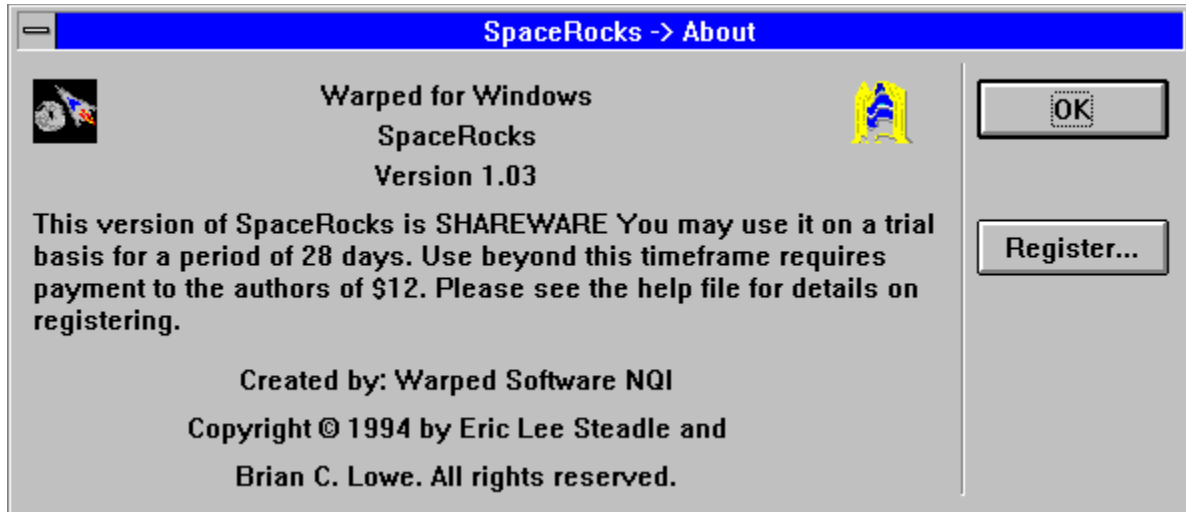 SpaceRocks -> About
Warped for Windows
SpaceRocks
Version 1.03
OK
This version of SpaceRocks is SHAREWARE You may use it on a trial
basis for a period of 28 days. Use beyond this timeframe requires
payment to the authors of $12. Please see the help file for details on
registering.
Register...
Created by: Warped Software NQI
Copyright © 1994 by Eric Lee Steadle and
Brian C. Lowe. All rights reserved.